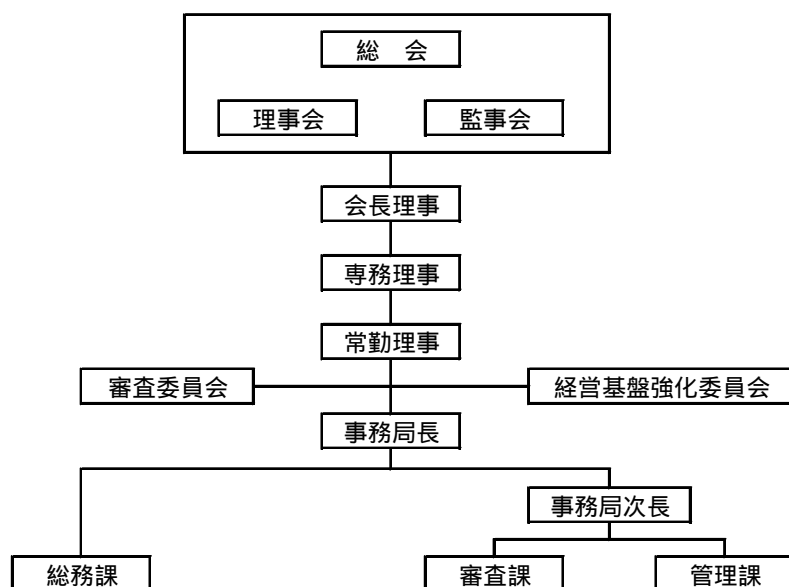 総　会
理事会
監事会
会長理事
専務理事
常勤理事
審査委員会
経営基盤強化委員会
事務局長
事務局次長
総務課
審査課
管理課